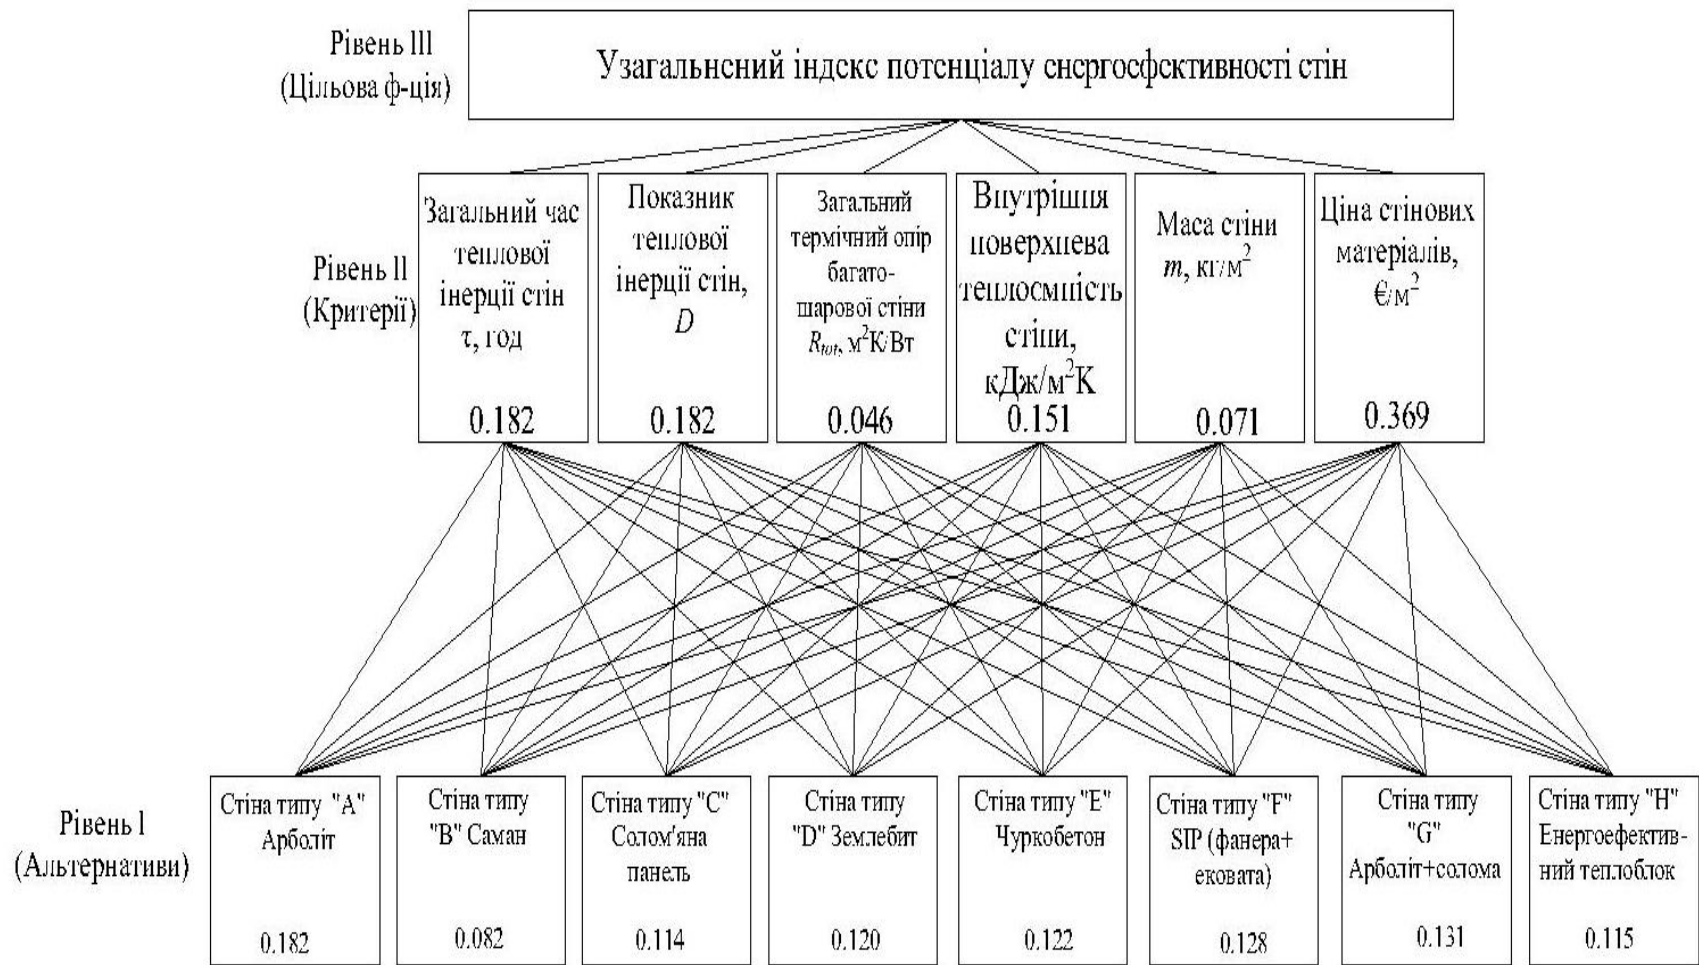 Рівень III
(Цільова ф-ція)
Узагальнений індекс потенціалу енергоефективності стін
Рівень II
(Критерії)
Загальний час
теплової
інерції стін
τ, год
0.182
Показник
теплової
інерції стін,
D
0.182
Загальний
термічний опір
багато-
шарової стіни
Rtot, м²К/Вт
0.046
Внутрішня
поверхнева
теплоємність
стіни,
кДж/м²К
0.151
Маса стіни
m, кг/м²
0.071
Ціна стінових
матеріалів,
€/м²
0.369
Рівень I
(Альтернативи)
Стіна типу "A"
Арболіт
0.182
Стіна типу
"B" Саман
0.082
Стіна типу "C"
Солом'яна
панель
0.114
Стіна типу
"D" Землебит
0.120
Стіна типу "E"
Чуркобетон
0.122
Стіна типу "F"
SIP (фанера+
ековата)
0.128
Стіна типу
"G"
Арболіт+солома
0.131
Стіна типу "H"
Енергоефектив-
ний теплоблок
0.115